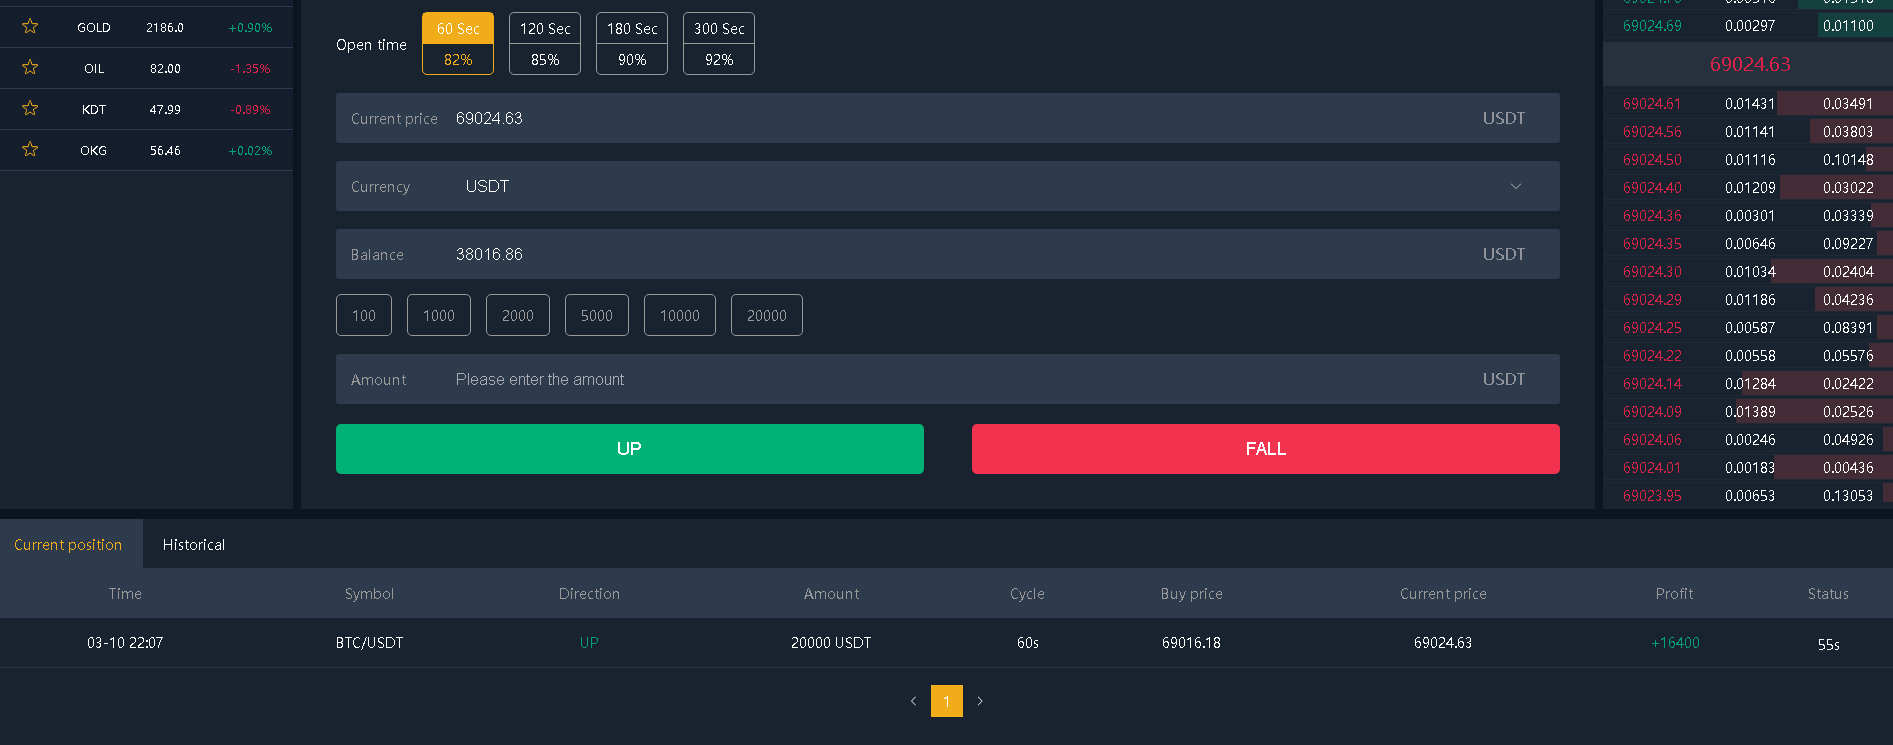 GOLD 2186.0 +0.90%
OIL 82.00 -1.35%
KDT 47.99 -0.89%
OKG 56.46 +0.02%
Open time
60 Sec 120 Sec 180 Sec 300 Sec
82% 85% 90% 92%
Current price 69024.63 USDT
Currency USDT
Balance 38016.86 USDT
100 1000 2000 5000 10000 20000
Amount Please enter the amount USDT
UP FALL
69024.69 0.00297 0.01100
69024.63
69024.61 0.01431 0.03491
69024.56 0.01141 0.03803
69024.50 0.01116 0.10148
69024.40 0.01209 0.03022
69024.36 0.00301 0.03339
69024.35 0.00646 0.09227
69024.30 0.01034 0.02404
69024.29 0.01186 0.04236
69024.25 0.00587 0.08391
69024.22 0.00558 0.05576
69024.14 0.01284 0.02422
69024.09 0.01389 0.02526
69024.06 0.00246 0.04926
69024.01 0.00183 0.00436
69023.95 0.00653 0.13053
Current position Historical
Time Symbol Direction Amount Cycle Buy price Current price Profit Status
03-10 22:07 BTC/USDT UP 20000 USDT 60s 69016.18 69024.63 +16400 55s
1